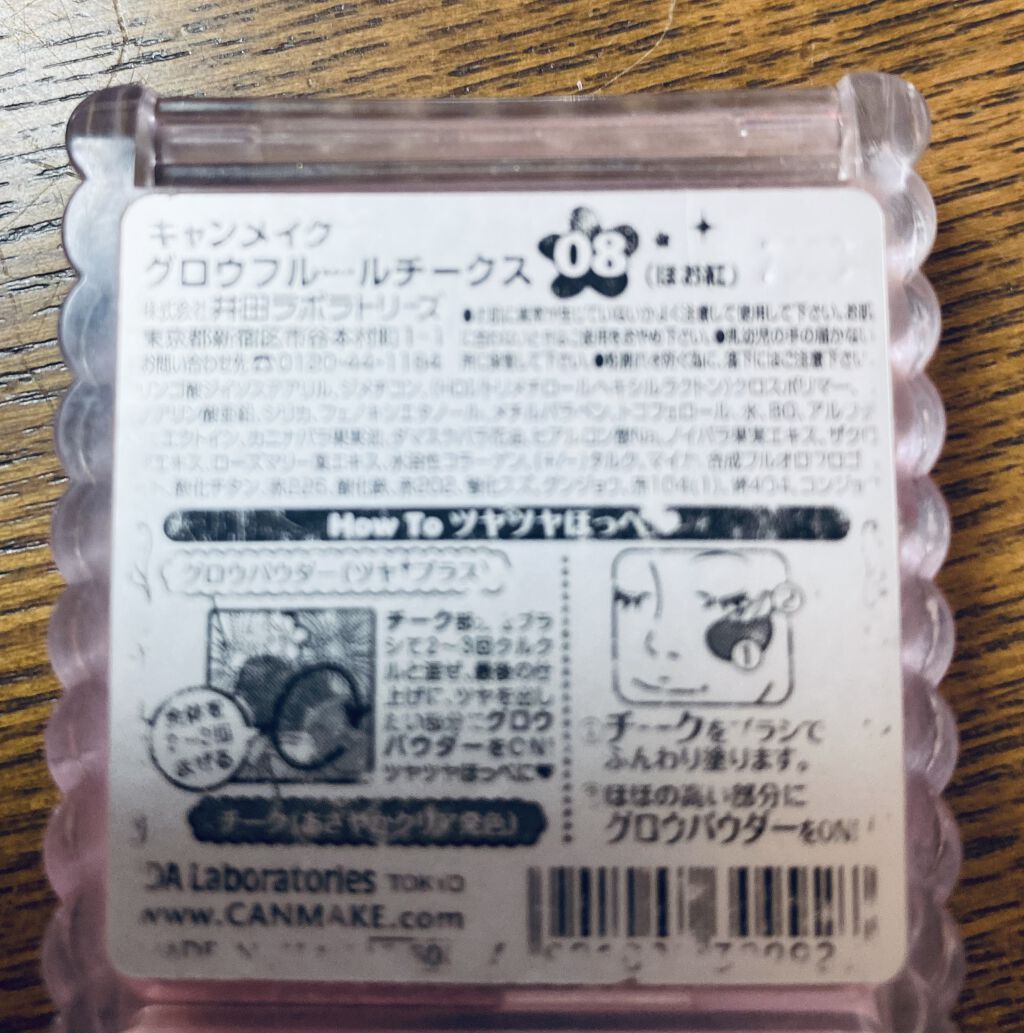 キャンメイク
グロウフルールチークス 08 (ほお紅)
株式会社 井田ラボラトリーズ
東京都新宿区市谷本村町1-1
お問い合わせ先 ☎0120-44-1184
●お肌に異常が生じていないかよく注意して使用して下さい。お肌
に合わないときはご使用をおやめ下さい。●乳幼児の手の届かない
所に保管して下さい。●破損を防ぐ為に、落下にはご注意下さい
リンゴ酸ジイソステアリル、ジメチコン、(HDI/トリメチロールヘキシルラクトン)クロスポリマー、
テアリン酸亜鉛、シリカ、フェノキシエタノール、メチルパラベン、トコフェロール、水、BG、アルファ
エクトイン、カニナバラ果実油、ダマスクバラ花油、ヒアルロン酸Na、ノイバラ果実エキス、ザクロ
エキス、ローズマリー葉エキス、水溶性コラーゲン、(+/-)タルク、マイカ、合成フルオロフロゴ
ト、酸化チタン、赤226、酸化鉄、赤202、酸化スズ、グンジョウ、赤104(1)、黄404、コンジョ
How To ツヤツヤほっぺ
グロウパウダー(ツヤ プラス
チーク部 ブラ
シで2~3回クルク
ルと混ぜ、最後の仕
上げに、ツヤを出し
たい部分にグロウ
パウダーをON!
ツヤツヤほっぺに♥
チーク(あざやかクリア発色)
2
1
①チークをブラシで
ふんわり塗ります。
②ほほの高い部分に
グロウパウダーをON!
DA Laboratories TOKYO
www.CANMAKE.com